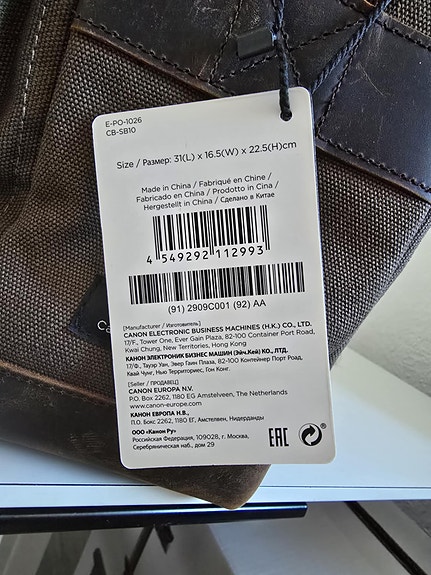 E-PO-1026
CB-SB10
Size / Размер: 31(L) x 16.5(W) x 22.5(H)cm
Made in China / Fabriqué en Chine /
Fabricado en China / Prodotto in Cina /
Hergestellt in China / Сделано в Китае
4 549292 112993
(91) 2909C001 (92) AA
[Manufacturer / Изготовитель]
CANON ELECTRONIC BUSINESS MACHINES (H.K.) CO., LTD.
17/F., Tower One, Ever Gain Plaza, 82-100 Container Port Road,
Kwai Chung, New Territories, Hong Kong
КАНОН ЭЛЕКТРОНИК БИЗНЕС МАШИН (Эйч.Кей) КО., ЛТД.
17/Ф., Тауэр Уан, Эвер Гаин Плаза, 82-100 Контейнер Порт Роад,
Квай Чунг, Нью Территориес, Гон Конг.
[Seller / ПРОДАВЕЦ]
CANON EUROPA N.V.
P.O. Box 2262, 1180 EG Amstelveen, The Netherlands
www.canon-europe.com
КАНОН ЕВРОПА Н.В.,
П.О. Бокс 2262, 1180 ЕГ, Амстелвен, Нидерданды
ООО «Канон Ру»
Российская Федерация, 109028, г. Москва,
Серебряническая наб., дом 29
EAC
Ca